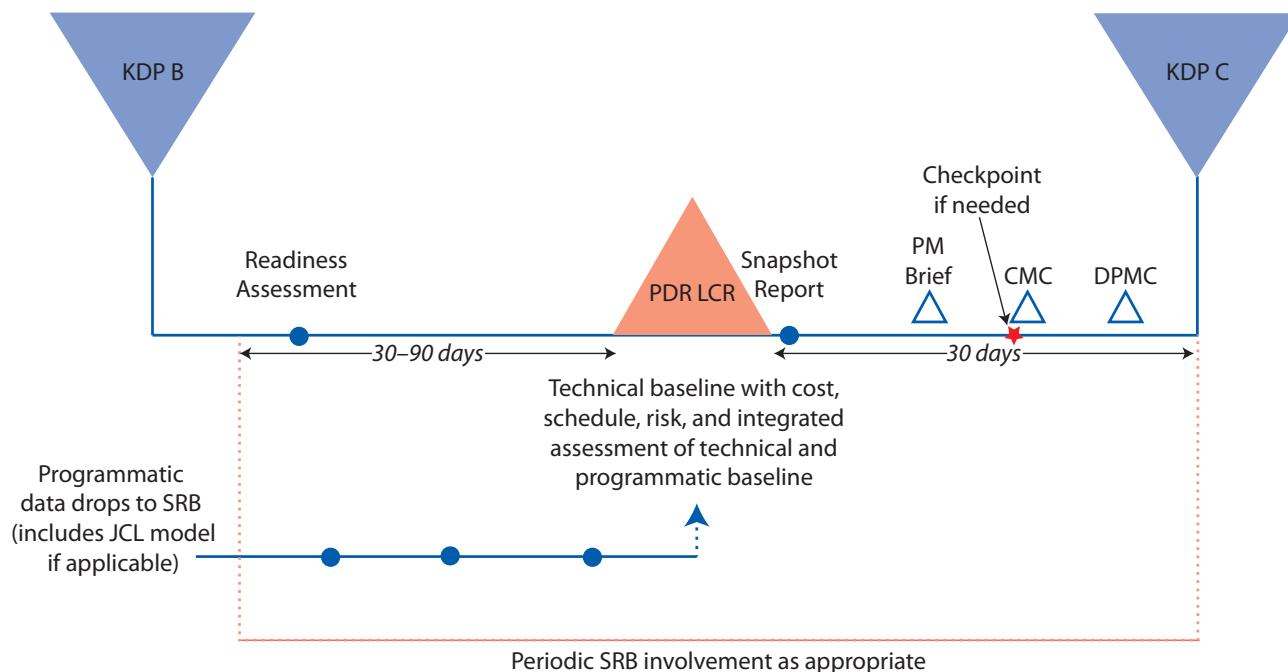 KDP B
KDP C
Checkpoint
if needed
Readiness
Assessment
PDR LCR
Snapshot
Report
PM
Brief
CMC
DPMC
30–90 days
30 days
Technical baseline with cost,
schedule, risk, and integrated
assessment of technical and
programmatic baseline
Programmatic
data drops to SRB
(includes JCL model
if applicable)
Periodic SRB involvement as appropriate